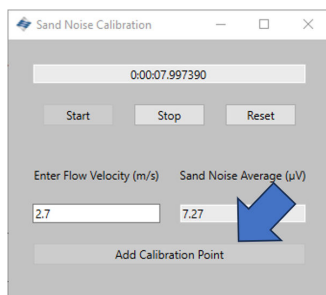 Sand Noise Calibration
0:00:07.997390
Start Stop Reset
Enter Flow Velocity (m/s) Sand Noise Average (µV)
2.7 7.27
Add Calibration Point